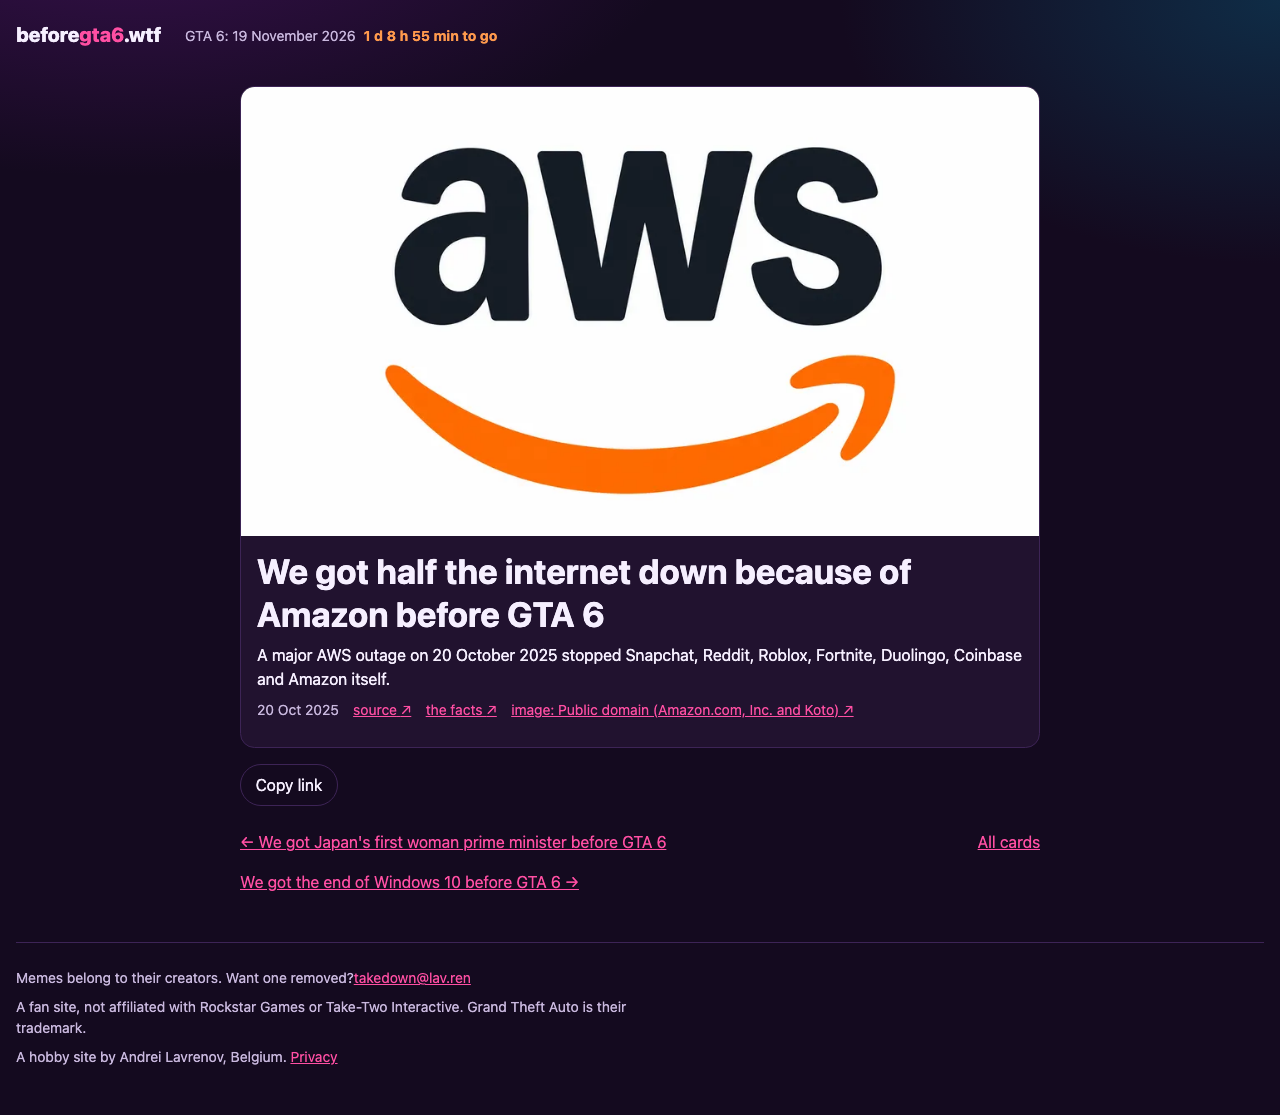 beforegta6.wtf
GTA 6: 19 November 2026 1 d 8 h 55 min to go
aws
We got half the internet down because of
Amazon before GTA 6
A major AWS outage on 20 October 2025 stopped Snapchat, Reddit, Roblox, Fortnite, Duolingo, Coinbase
and Amazon itself.
20 Oct 2025 source ↗ the facts ↗ image: Public domain (Amazon.com, Inc. and Koto) ↗
Copy link
← We got Japan's first woman prime minister before GTA 6 All cards
We got the end of Windows 10 before GTA 6 →
Memes belong to their creators. Want one removed?takedown@lav.ren
A fan site, not affiliated with Rockstar Games or Take-Two Interactive. Grand Theft Auto is their
trademark.
A hobby site by Andrei Lavrenov, Belgium. Privacy